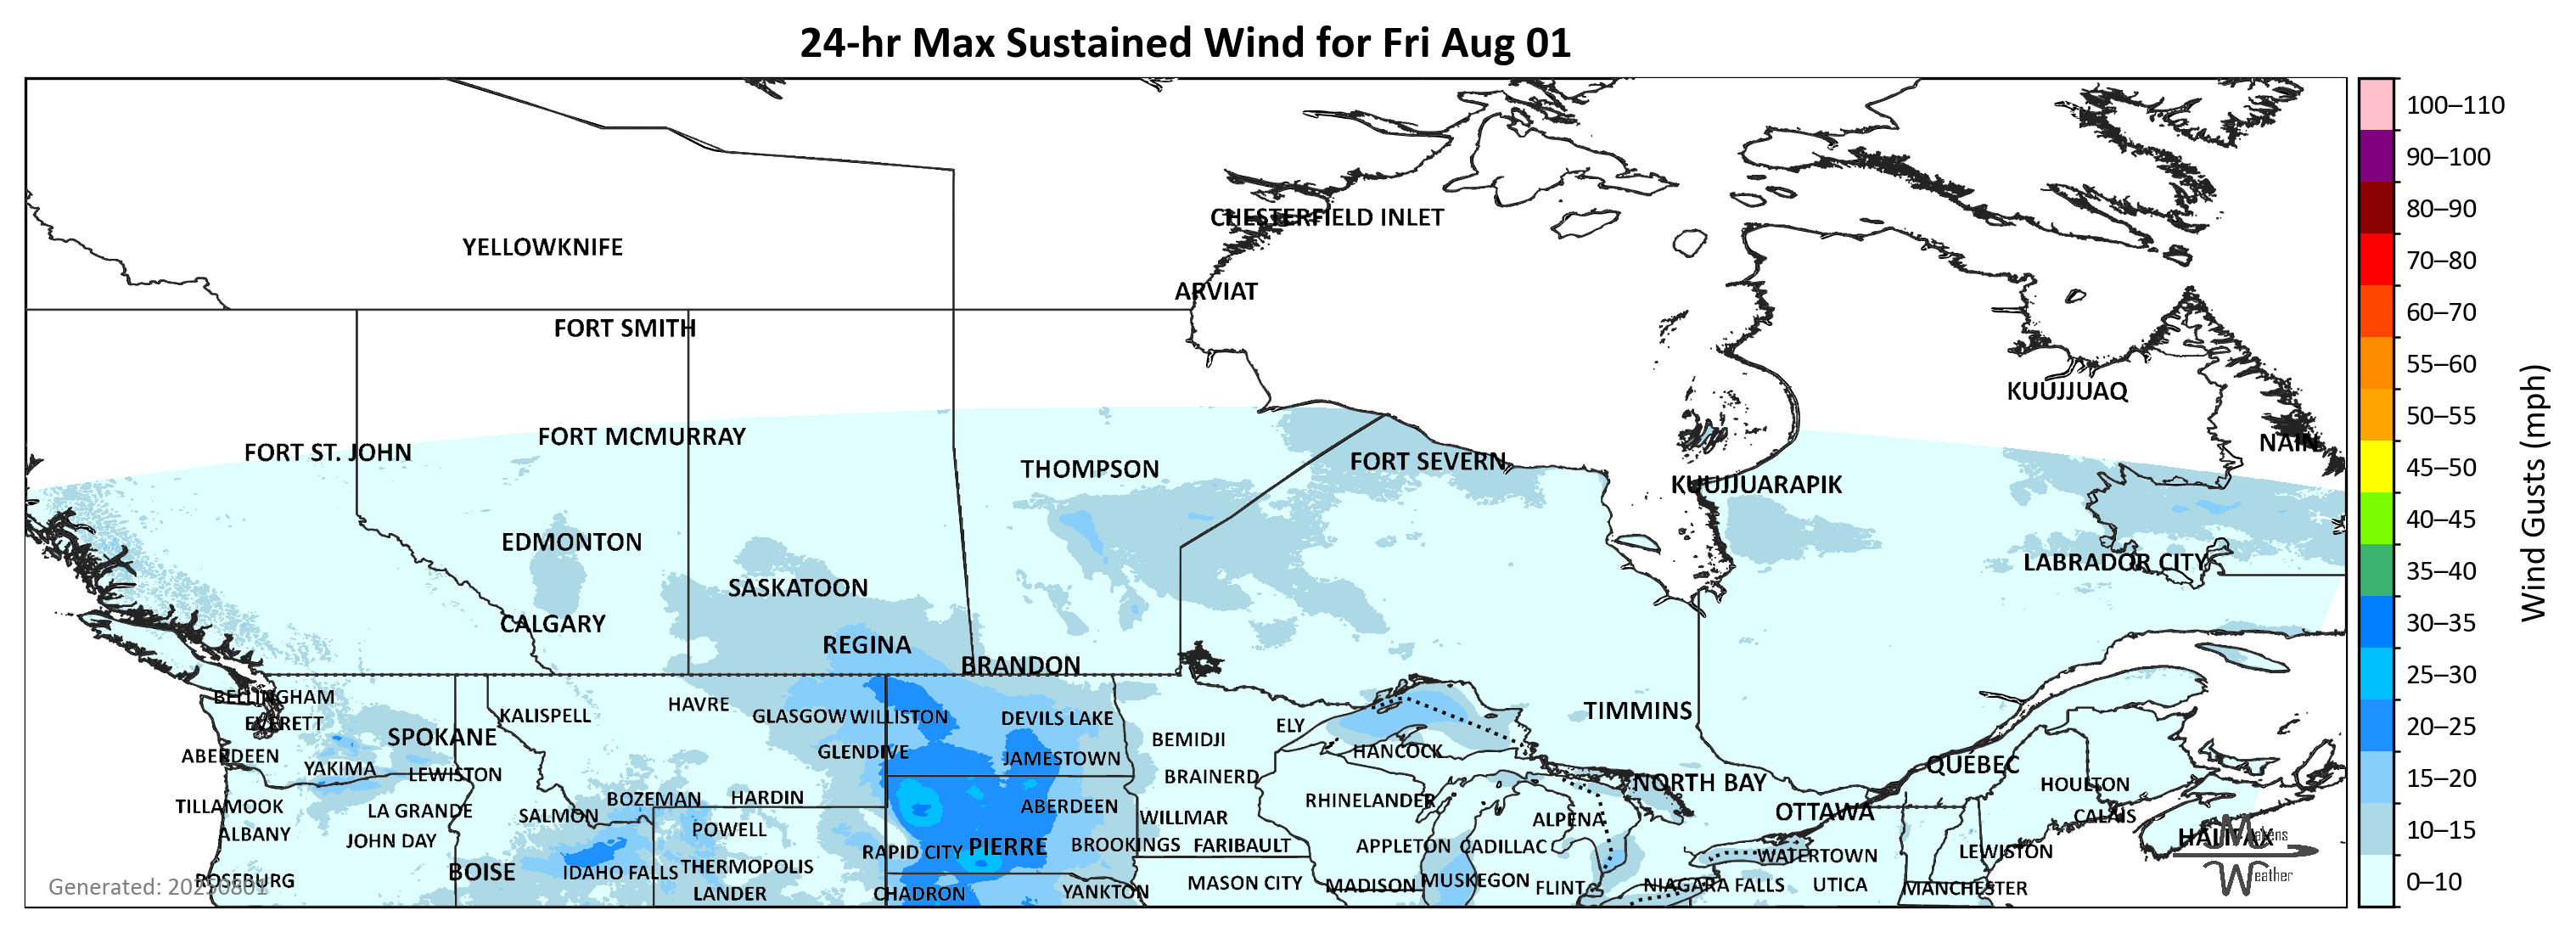 24-hr Max Sustained Wind for Fri Aug 01
100–110
90–100
CHESTERFIELD INLET
80–90
YELLOWKNIFE
70–80
ARVIAT
60–70
FORT SMITH
55–60
KUUJJUAQ
50–55
FORT MCMURRAY
NAIN
FORT ST. JOHN
FORT SEVERN
THOMPSON
45–50
KUUJJUARAPIK
40–45
Wind Gusts (mph)
EDMONTON
LABRADOR CITY
35–40
SASKATOON
CALGARY
30–35
REGINA
BRANDON
25–30
BELLINGHAM
HAVRE
TIMMINS
KALISPELL
GLASGOW WILLISTON
DEVILS LAKE
EVERETT
ELY
20–25
SPOKANE
BEMIDJI
GLENDIVE
HANCOCK
ABERDEEN
JAMESTOWN
QUÉBEC
YAKIMA
LEWISTON
BRAINERD
15–20
NORTH BAY
HOULTON
BOZEMAN
HARDIN
RHINELANDER
TILLAMOOK
LA GRANDE
SALMON
ABERDEEN
WILLMAR
ALPENA
OTTAWA
CALAIS
10–15
ALBANY
JOHN DAY
POWELL
HALIFAX
Makens
RAPID CITY
PIERRE
BROOKINGS
FARIBAULT
APPLETON
CADILLAC
WATERTOWN
LEWISTON
BOISE
IDAHO FALLS
THERMOPOLIS
Weather
Generated: 20250801
ROSEBURG
LANDER
CHADRON
YANKTON
MASON CITY
MADISON
MUSKEGON
FLINT
NIAGARA FALLS
UTICA
MANCHESTER
0–10